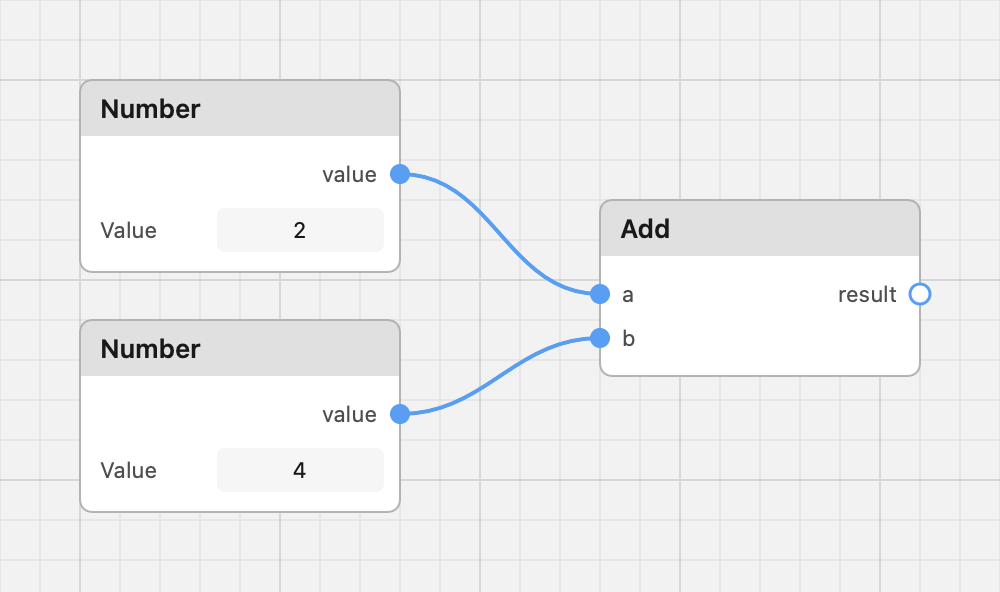 Number
value
Value 2
Number
value
Value 4
Add
a result
b